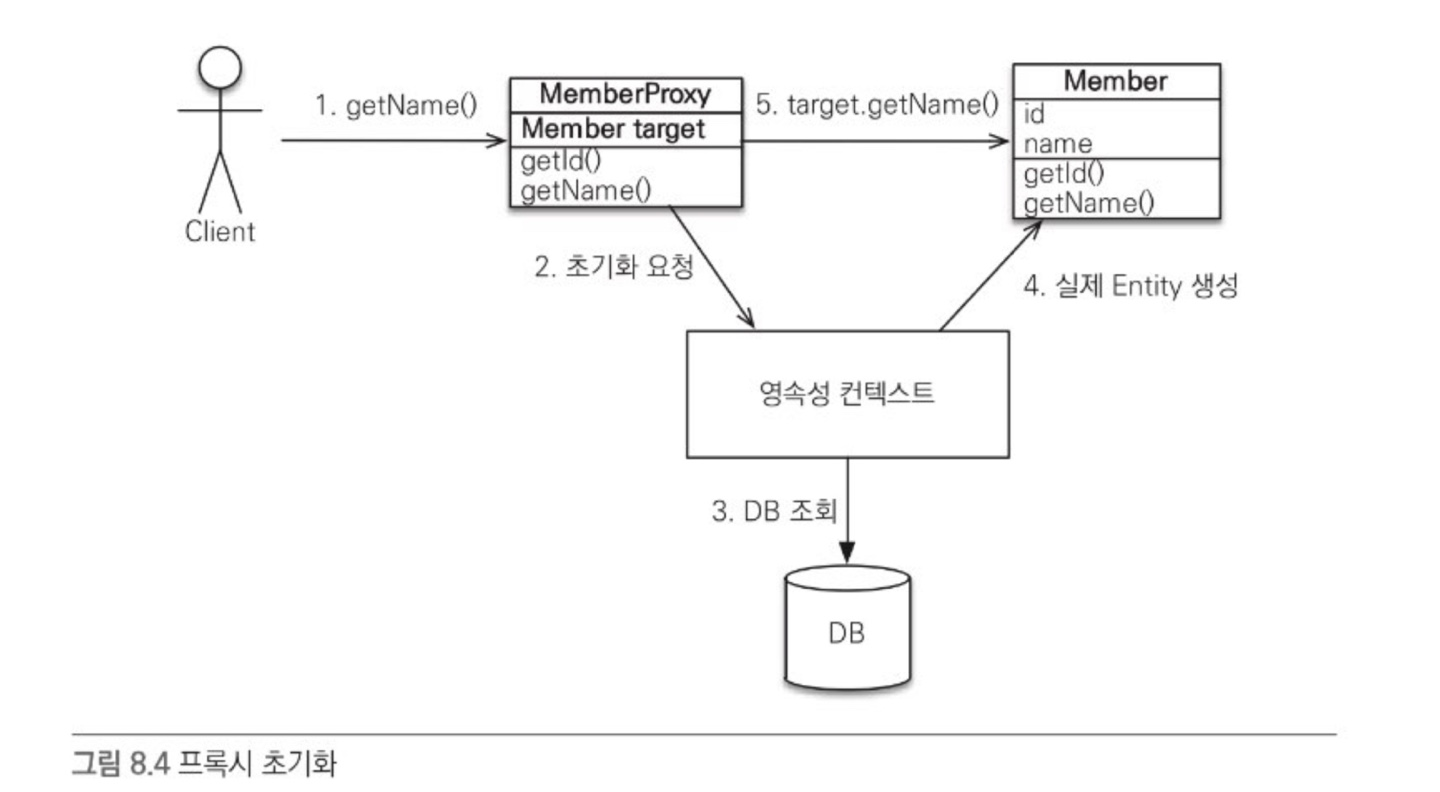 1. getName()
MemberProxy
Member target
getId()
getName()
5. target.getName()
Member
id
name
getId()
getName()
Client
2. 초기화 요청
4. 실제 Entity 생성
영속성 컨텍스트
3. DB 조회
DB
그림 8.4 프록시 초기화